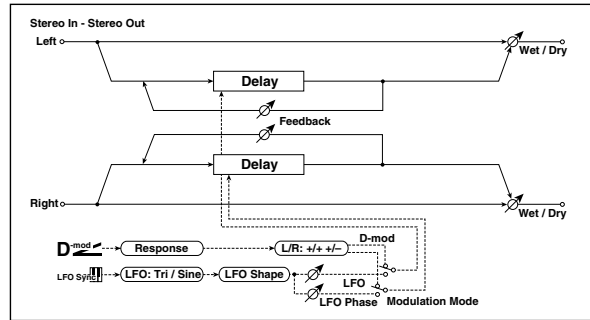 Stereo In - Stereo Out
Left
Wet / Dry
Delay
Feedback
Delay
Right
Wet / Dry
D-mod
D-mod
Response
L/R: +/+ +/–
LFO Sync
LFO: Tri / Sine
LFO Shape
LFO
LFO Phase
Modulation Mode